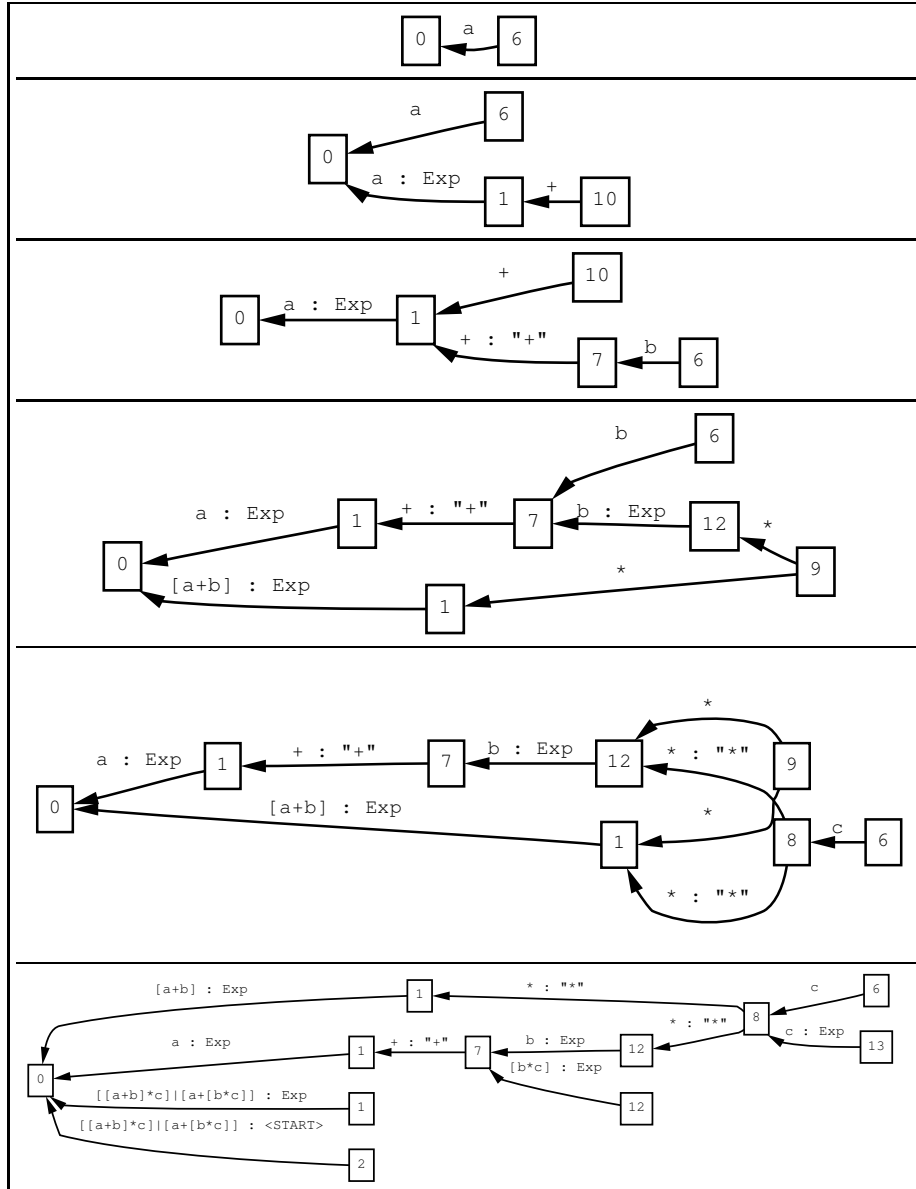 0 a 6
a 6
0
a : Exp
1 + 10
+ 10
0 a : Exp 1
+ : "+"
7 b 6
b 6
a : Exp 1 + : "+" 7 b : Exp 12 *
0
[a+b] : Exp * 9
1
*
a : Exp 1 + : "+" 7 b : Exp 12 * : "*" 9
0 [a+b] : Exp
1 * 8 c 6
* : "*"
[a+b] : Exp 1 * : "*" c 6
8
a : Exp 1 + : "+" 7 b : Exp 12 * : "*" c : Exp 13
0 [b*c] : Exp
[[a+b]*c]|[a+[b*c]] : Exp 1 12
[[a+b]*c]|[a+[b*c]] : <START>
2